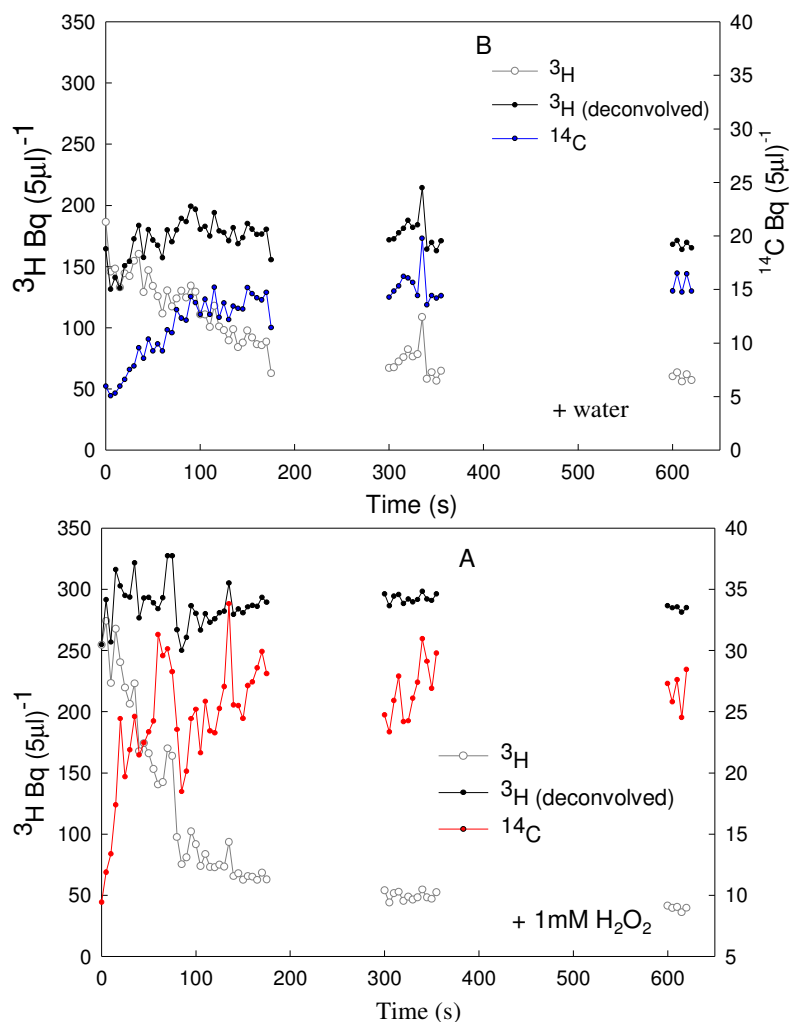 B
³H
³H (deconvolved)
¹⁴C
350
300
250
200
150
100
50
0
³H Bq (5μl)⁻¹
40
35
30
25
20
15
10
5
0
¹⁴C Bq (5μl)⁻¹
+ water
0 100 200 300 400 500 600
Time (s)
A
350
300
250
200
150
100
50
0
³H Bq (5μl)⁻¹
40
35
30
25
20
15
10
5
³H
³H (deconvolved)
¹⁴C
+ 1mM H₂O₂
0 100 200 300 400 500 600
Time (s)